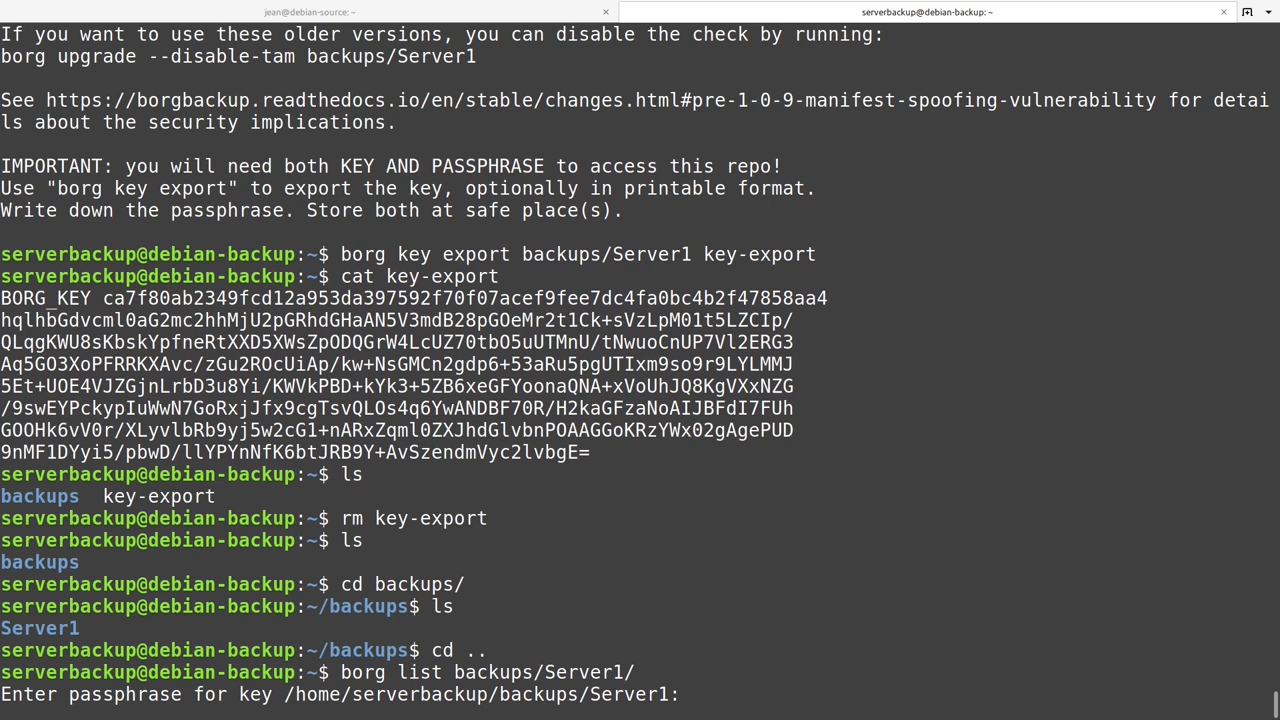 jean@debian-source: ~
serverbackup@debian-backup: ~
If you want to use these older versions, you can disable the check by running:
borg upgrade --disable-tam backups/Server1
See https://borgbackup.readthedocs.io/en/stable/changes.html#pre-1-0-9-manifest-spoofing-vulnerability for detai
ls about the security implications.
IMPORTANT: you will need both KEY AND PASSPHRASE to access this repo!
Use "borg key export" to export the key, optionally in printable format.
Write down the passphrase. Store both at safe place(s).
serverbackup@debian-backup:~$ borg key export backups/Server1 key-export
serverbackup@debian-backup:~$ cat key-export
BORG_KEY ca7f80ab2349fcd12a953da397592f70f07acef9fee7dc4fa0bc4b2f47858aa4
hqlhbGdvcml0aG2mc2hhMjU2pGRhdGHaAN5V3mdB28pGOeMr2t1Ck+sVzLpM01t5LZCIp/
QLqgKWU8sKbskYpfneRtXXD5XWsZpODQGrW4LcUZ70tbO5uUTMnU/tNwuoCnUP7Vl2ERG3
Aq5GO3XoPFRRKXAvc/zGu2ROcUiAp/kw+NsGMCn2gdp6+53aRu5pgUTIxm9so9r9LYLMMJ
5Et+UOE4VJZGjnLrbD3u8Yi/KWVkPBD+kYk3+5ZB6xeGFYoonaQNA+xVoUhJQ8KgVXxNZG
/9swEYPckypIuWwN7GoRxjJfx9cgTsvQLOs4q6YwANDBF70R/H2kaGFzaNoAIJBFdI7FUh
GOOHk6vV0r/XLyvlbRb9yj5w2cG1+nARxZqml0ZXJhdGlvbnPOAAGGoKRzYWx02gAgePUD
9nMF1DYyi5/pbwD/llYPYnNfK6btJRB9Y+AvSzendmVyc2lvbgE=
serverbackup@debian-backup:~$ ls
backups  key-export
serverbackup@debian-backup:~$ rm key-export
serverbackup@debian-backup:~$ ls
backups
serverbackup@debian-backup:~$ cd backups/
serverbackup@debian-backup:~/backups$ ls
Server1
serverbackup@debian-backup:~/backups$ cd ..
serverbackup@debian-backup:~$ borg list backups/Server1/
Enter passphrase for key /home/serverbackup/backups/Server1: